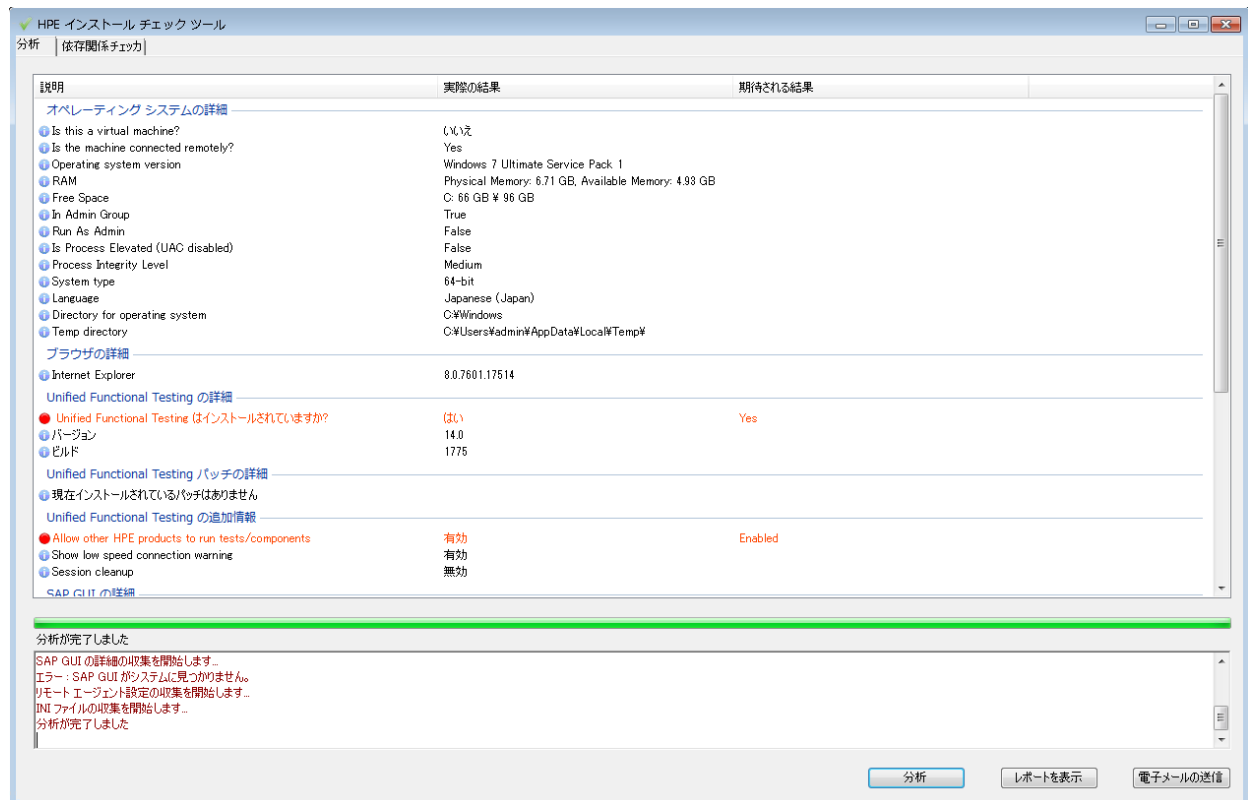 HPE インストール チェック ツール
分析 依存関係チェッカ
説明 実際の結果 期待される結果
オペレーティング システムの詳細
Is this a virtual machine? いいえ
Is the machine connected remotely? Yes
Operating system version Windows 7 Ultimate Service Pack 1
RAM Physical Memory: 6.71 GB, Available Memory: 4.93 GB
Free Space C: 66 GB ¥ 96 GB
In Admin Group True
Run As Admin False
Is Process Elevated (UAC disabled) False
Process Integrity Level Medium
System type 64-bit
Language Japanese (Japan)
Directory for operating system C:¥Windows
Temp directory C:¥Users¥admin¥AppData¥Local¥Temp¥
ブラウザの詳細
Internet Explorer 8.0.7601.17514
Unified Functional Testing の詳細
Unified Functional Testing はインストールされていますか? はい Yes
バージョン 14.0
ビルド 1775
Unified Functional Testing パッチの詳細
現在インストールされているパッチはありません
Unified Functional Testing の追加情報
Allow other HPE products to run tests/components 有効 Enabled
Show low speed connection warning 有効
Session cleanup 無効
SAP GUI の詳細
分析が完了しました
SAP GUI の詳細の収集を開始します...
エラー : SAP GUI がシステムに見つかりません。
リモート エージェント設定の収集を開始します...
INI ファイルの収集を開始します...
分析が完了しました
分析 レポートを表示 電子メールの送信